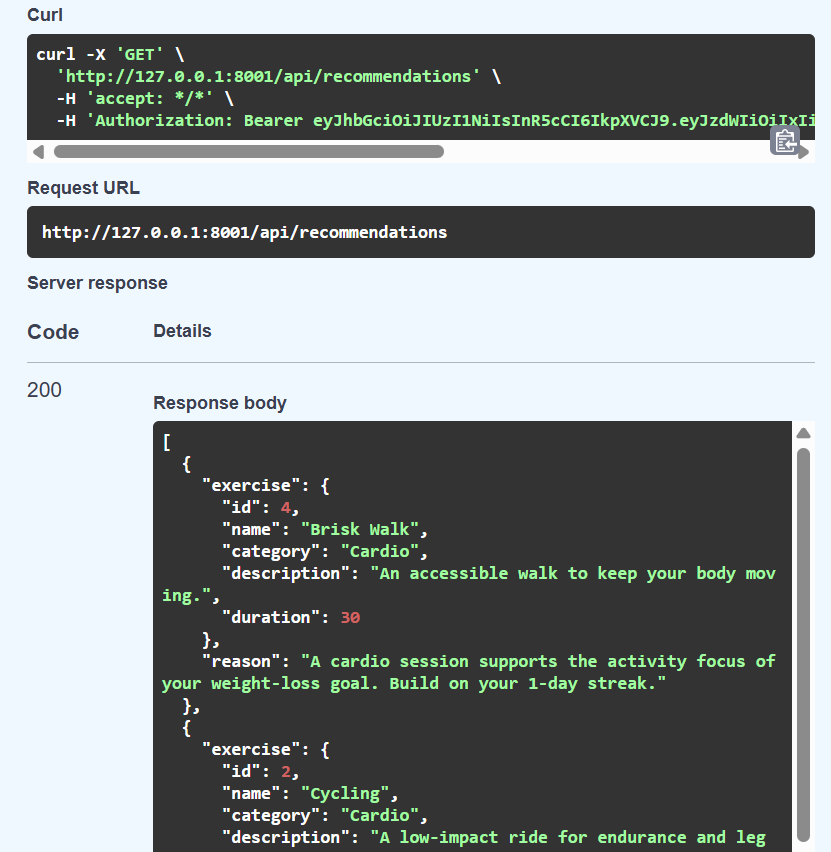 Curl
curl -X 'GET' \
'http://127.0.0.1:8001/api/recommendations' \
-H 'accept: */*' \
-H 'Authorization: Bearer eyJhbGciOiJIUzI1NiIsInR5cCI6IkpXVCJ9.eyJzdWIiOiIxIi
Request URL
http://127.0.0.1:8001/api/recommendations
Server response
Code Details
200
Response body
[
{
"exercise": {
"id": 4,
"name": "Brisk Walk",
"category": "Cardio",
"description": "An accessible walk to keep your body mov
ing.",
"duration": 30
},
"reason": "A cardio session supports the activity focus of
your weight-loss goal. Build on your 1-day streak."
},
{
"exercise": {
"id": 2,
"name": "Cycling",
"category": "Cardio",
"description": "A low-impact ride for endurance and leg